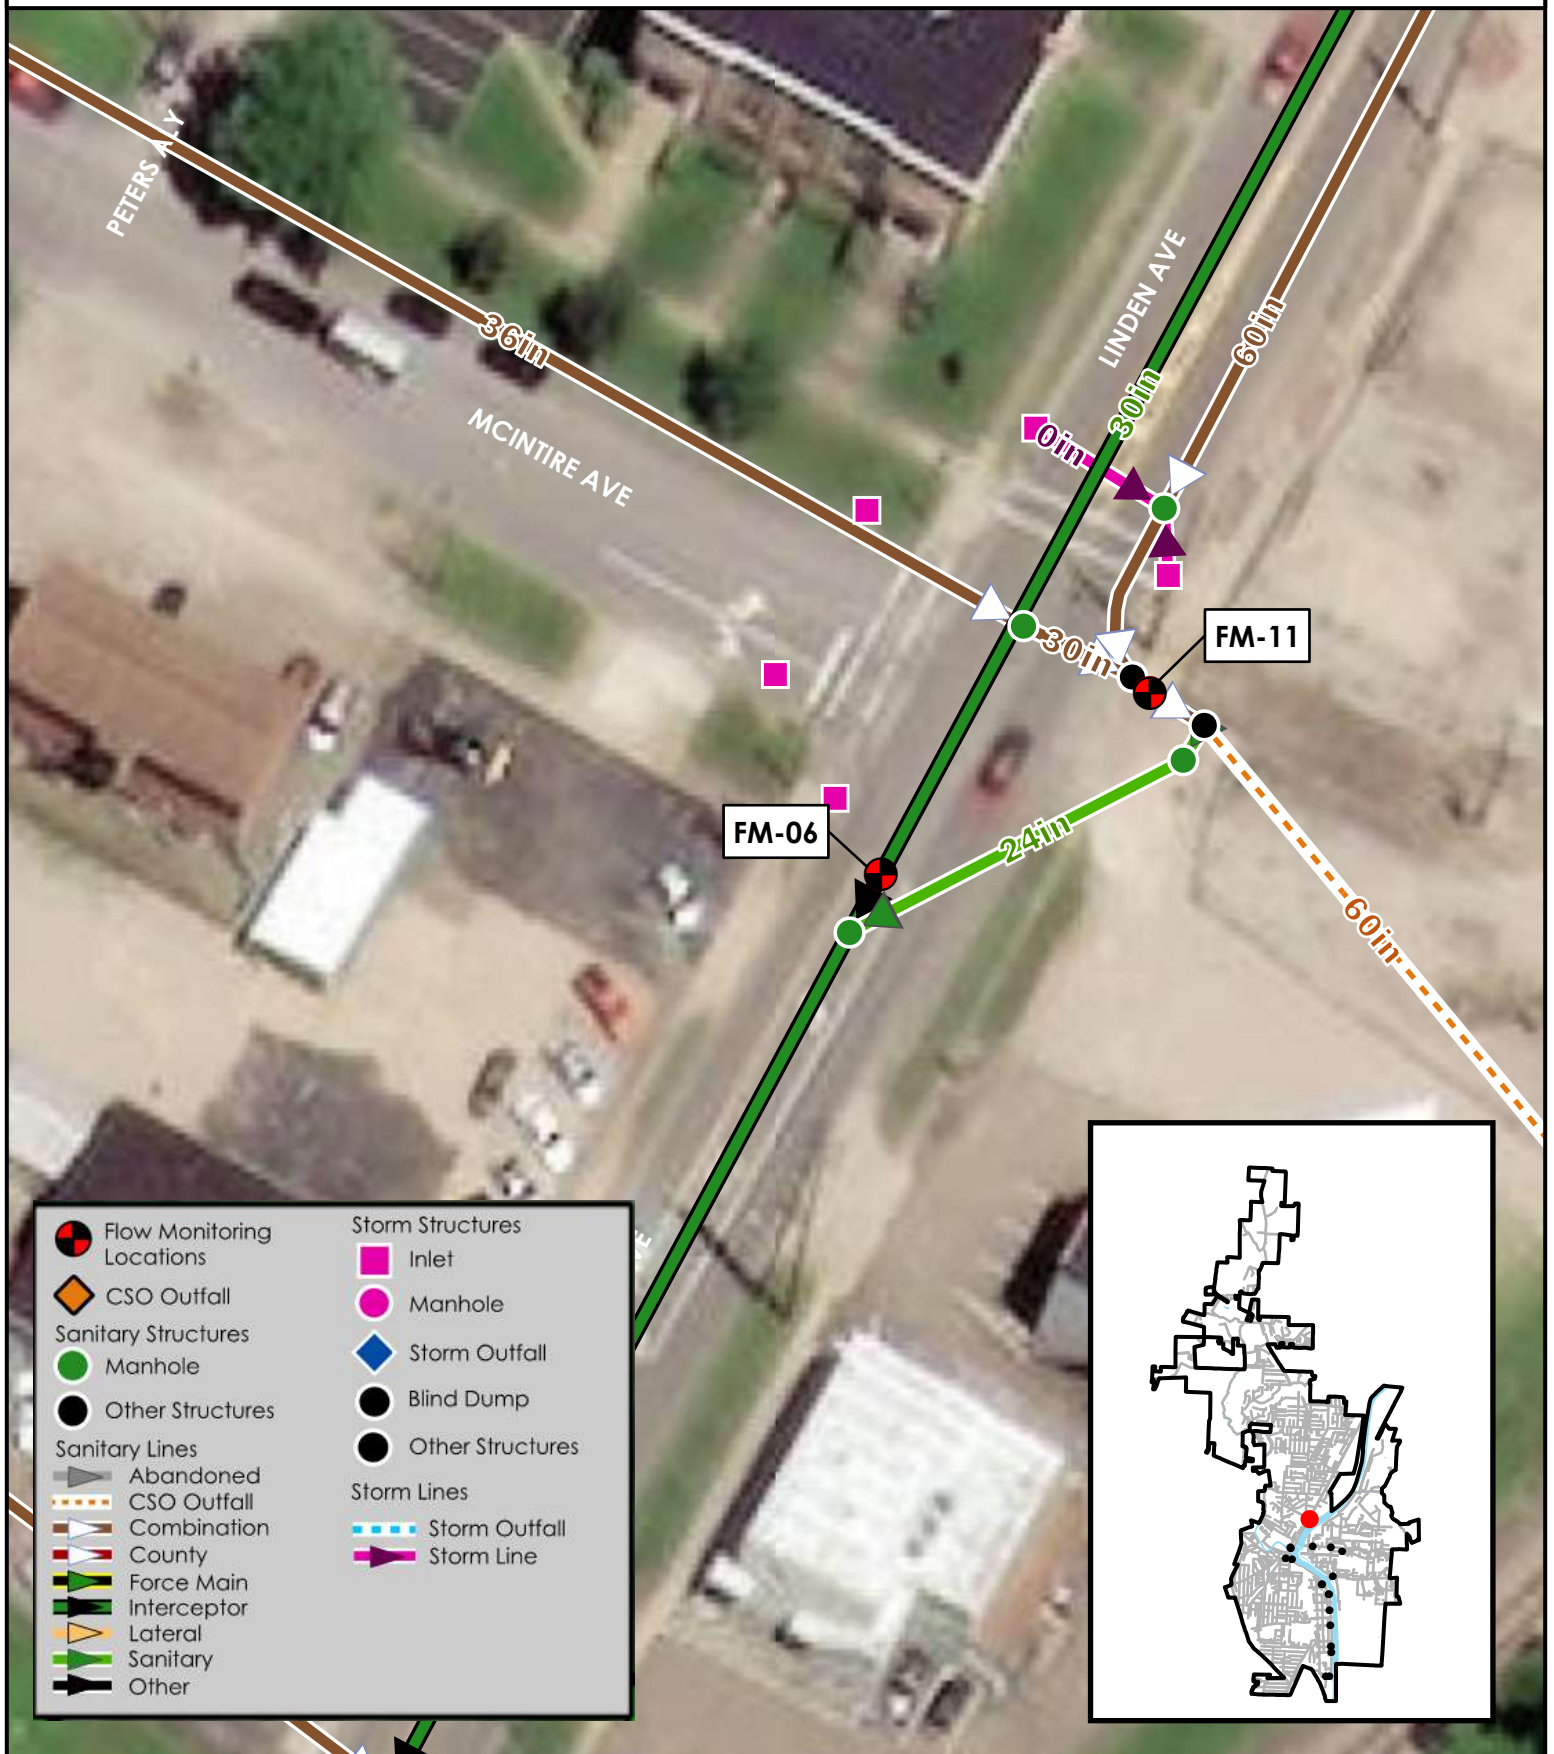 PETERS ALY
36in
MCINTIRE AVE
LINDEN AVE
30in
60in
0in
30in
FM-11
FM-06
24in
60in
VE
Flow Monitoring
Locations
CSO Outfall
Sanitary Structures
Manhole
Other Structures
Sanitary Lines
Abandoned
CSO Outfall
Combination
County
Force Main
Interceptor
Lateral
Sanitary
Other
Storm Structures
Inlet
Manhole
Storm Outfall
Blind Dump
Other Structures
Storm Lines
Storm Outfall
Storm Line